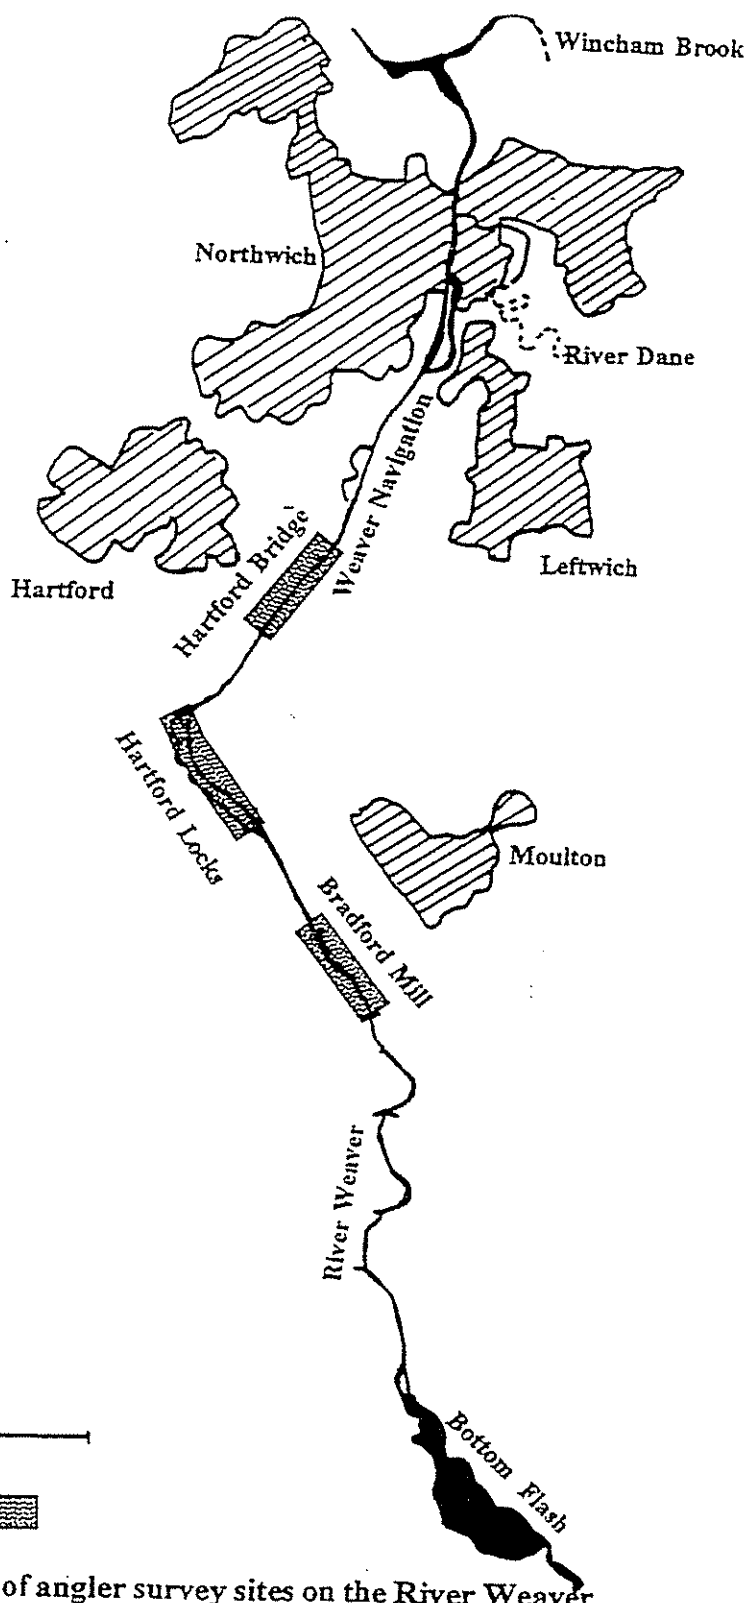 Wincham Brook
Northwich
River Dane
Weaver Navigation
Hartford Bridge
Leftwich
Hartford
Hartford Locks
Moulton
Bradford Mill
River Weaver
Bottom Flash
of angler survey sites on the River Weaver